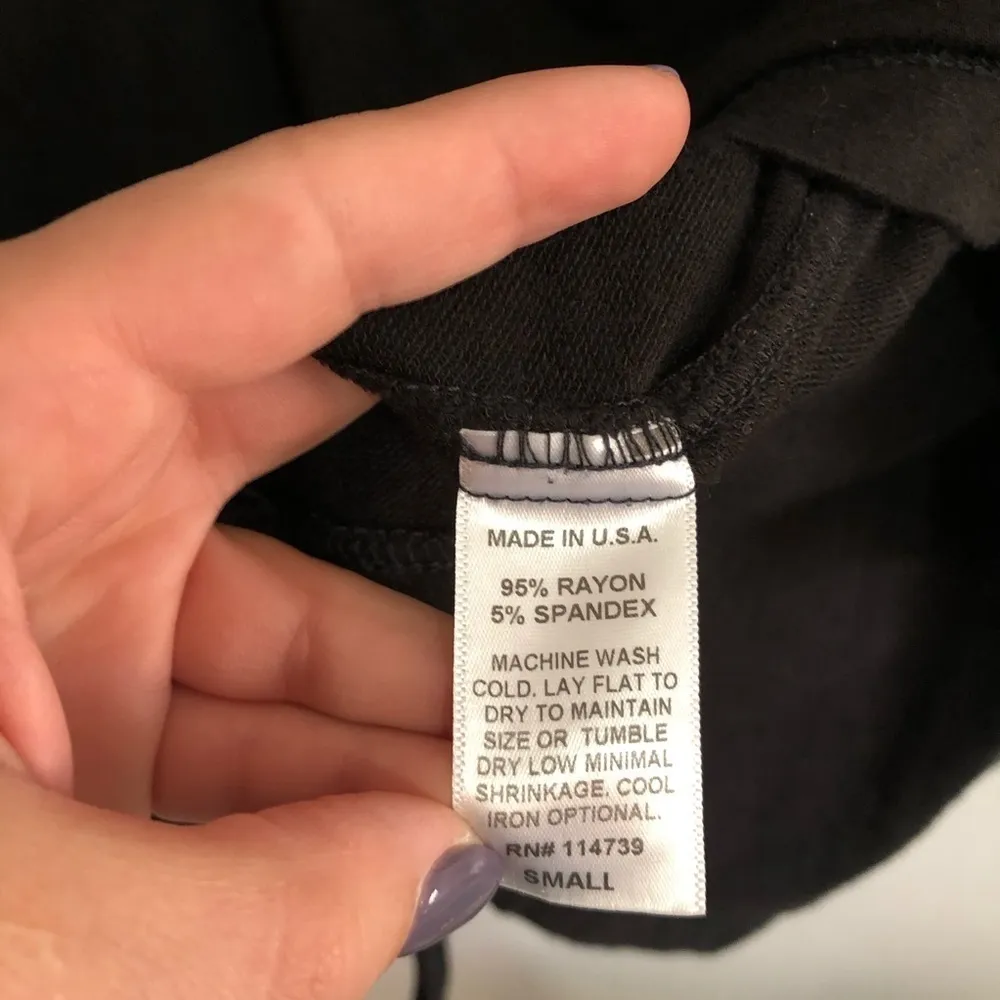 MADE IN U.S.A.
95% RAYON
5% SPANDEX
MACHINE WASH
COLD. LAY FLAT TO
DRY TO MAINTAIN
SIZE OR TUMBLE
DRY LOW MINIMAL
SHRINKAGE. COOL
IRON OPTIONAL.
RN# 114739
SMALL